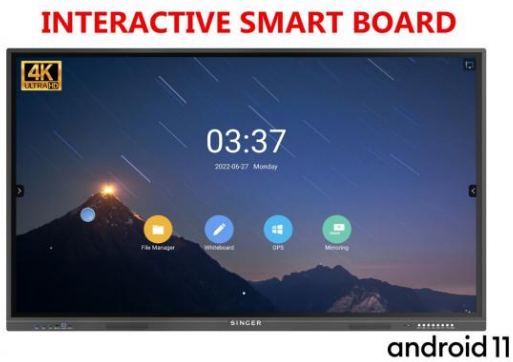 INTERACTIVE SMART BOARD
4K
ULTRA HD
03:37
2022-06-27 Monday
File Manager
Whiteboard
OPS
Mirroring
SINGER
android 11